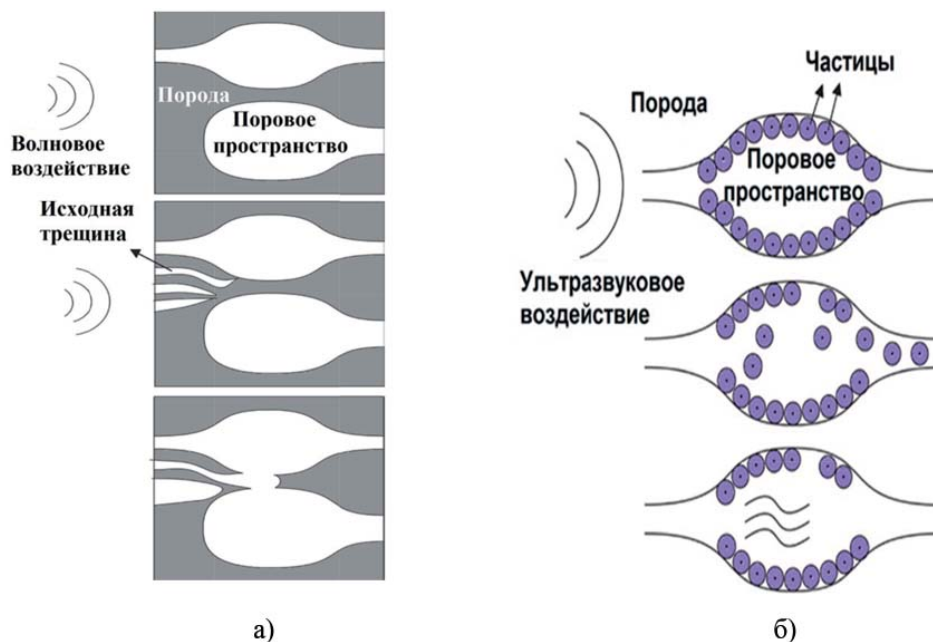 Порода
Волновое
воздействие
Поровое
пространство
Исходная
трещина
а)
Частицы
Порода
Поровое
пространство
Ультразвуковое
воздействие
б)